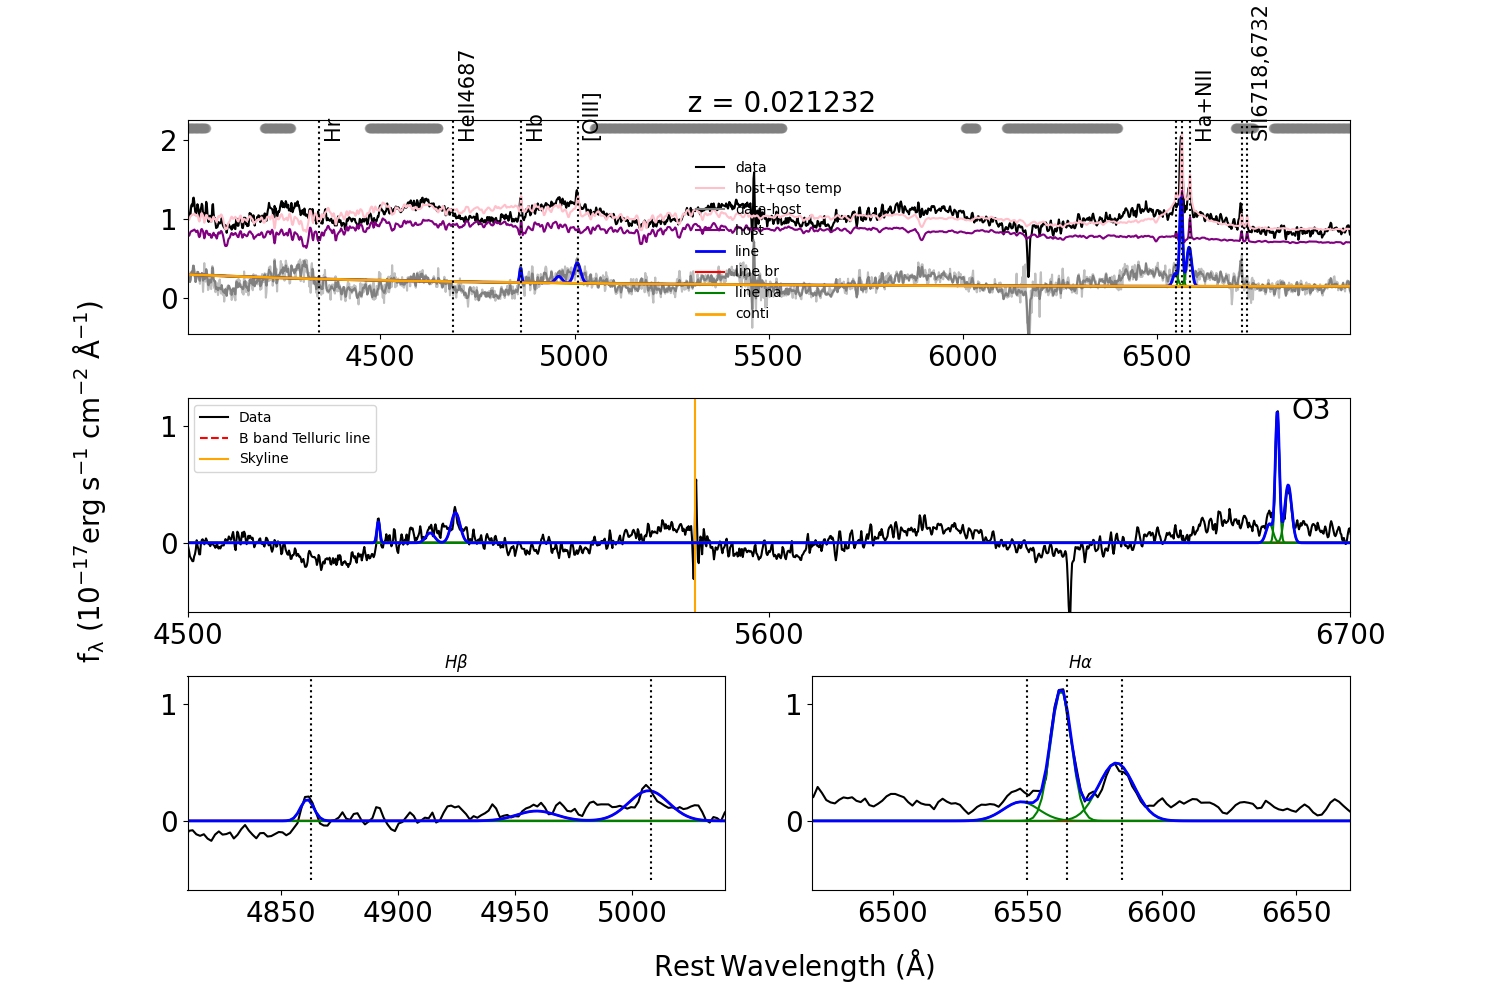 z = 0.021232
Hr
HeII4687
Hb
[OIII]
Ha+NII
SII6718,6732
data
host+qso temp
data-host
host
line
line br
line na
conti
2
1
0
4500 5000 5500 6000 6500
Data
B band Telluric line
Skyline
O3
1
0
4500 5600 6700
Hβ
1
0
4850 4900 4950 5000
Hα
1
0
6500 6550 6600 6650
fλ (10⁻¹⁷erg s⁻¹ cm⁻² Å⁻¹)
Rest Wavelength (Å)